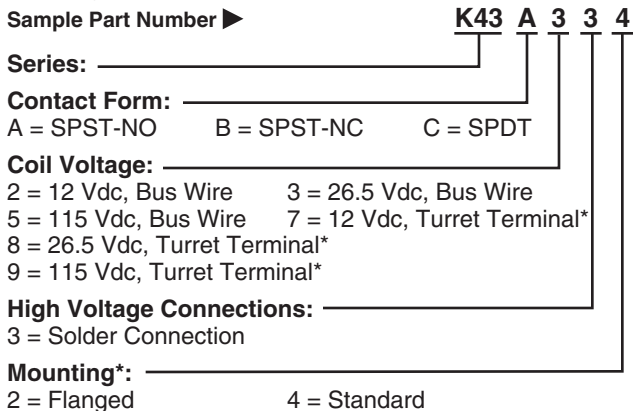 Sample Part Number ▶ K43 A 3 3 4
Series:
Contact Form:
A = SPST-NO B = SPST-NC C = SPDT
Coil Voltage:
2 = 12 Vdc, Bus Wire 3 = 26.5 Vdc, Bus Wire
5 = 115 Vdc, Bus Wire 7 = 12 Vdc, Turret Terminal*
8 = 26.5 Vdc, Turret Terminal*
9 = 115 Vdc, Turret Terminal*
High Voltage Connections:
3 = Solder Connection
Mounting*:
2 = Flanged 4 = Standard